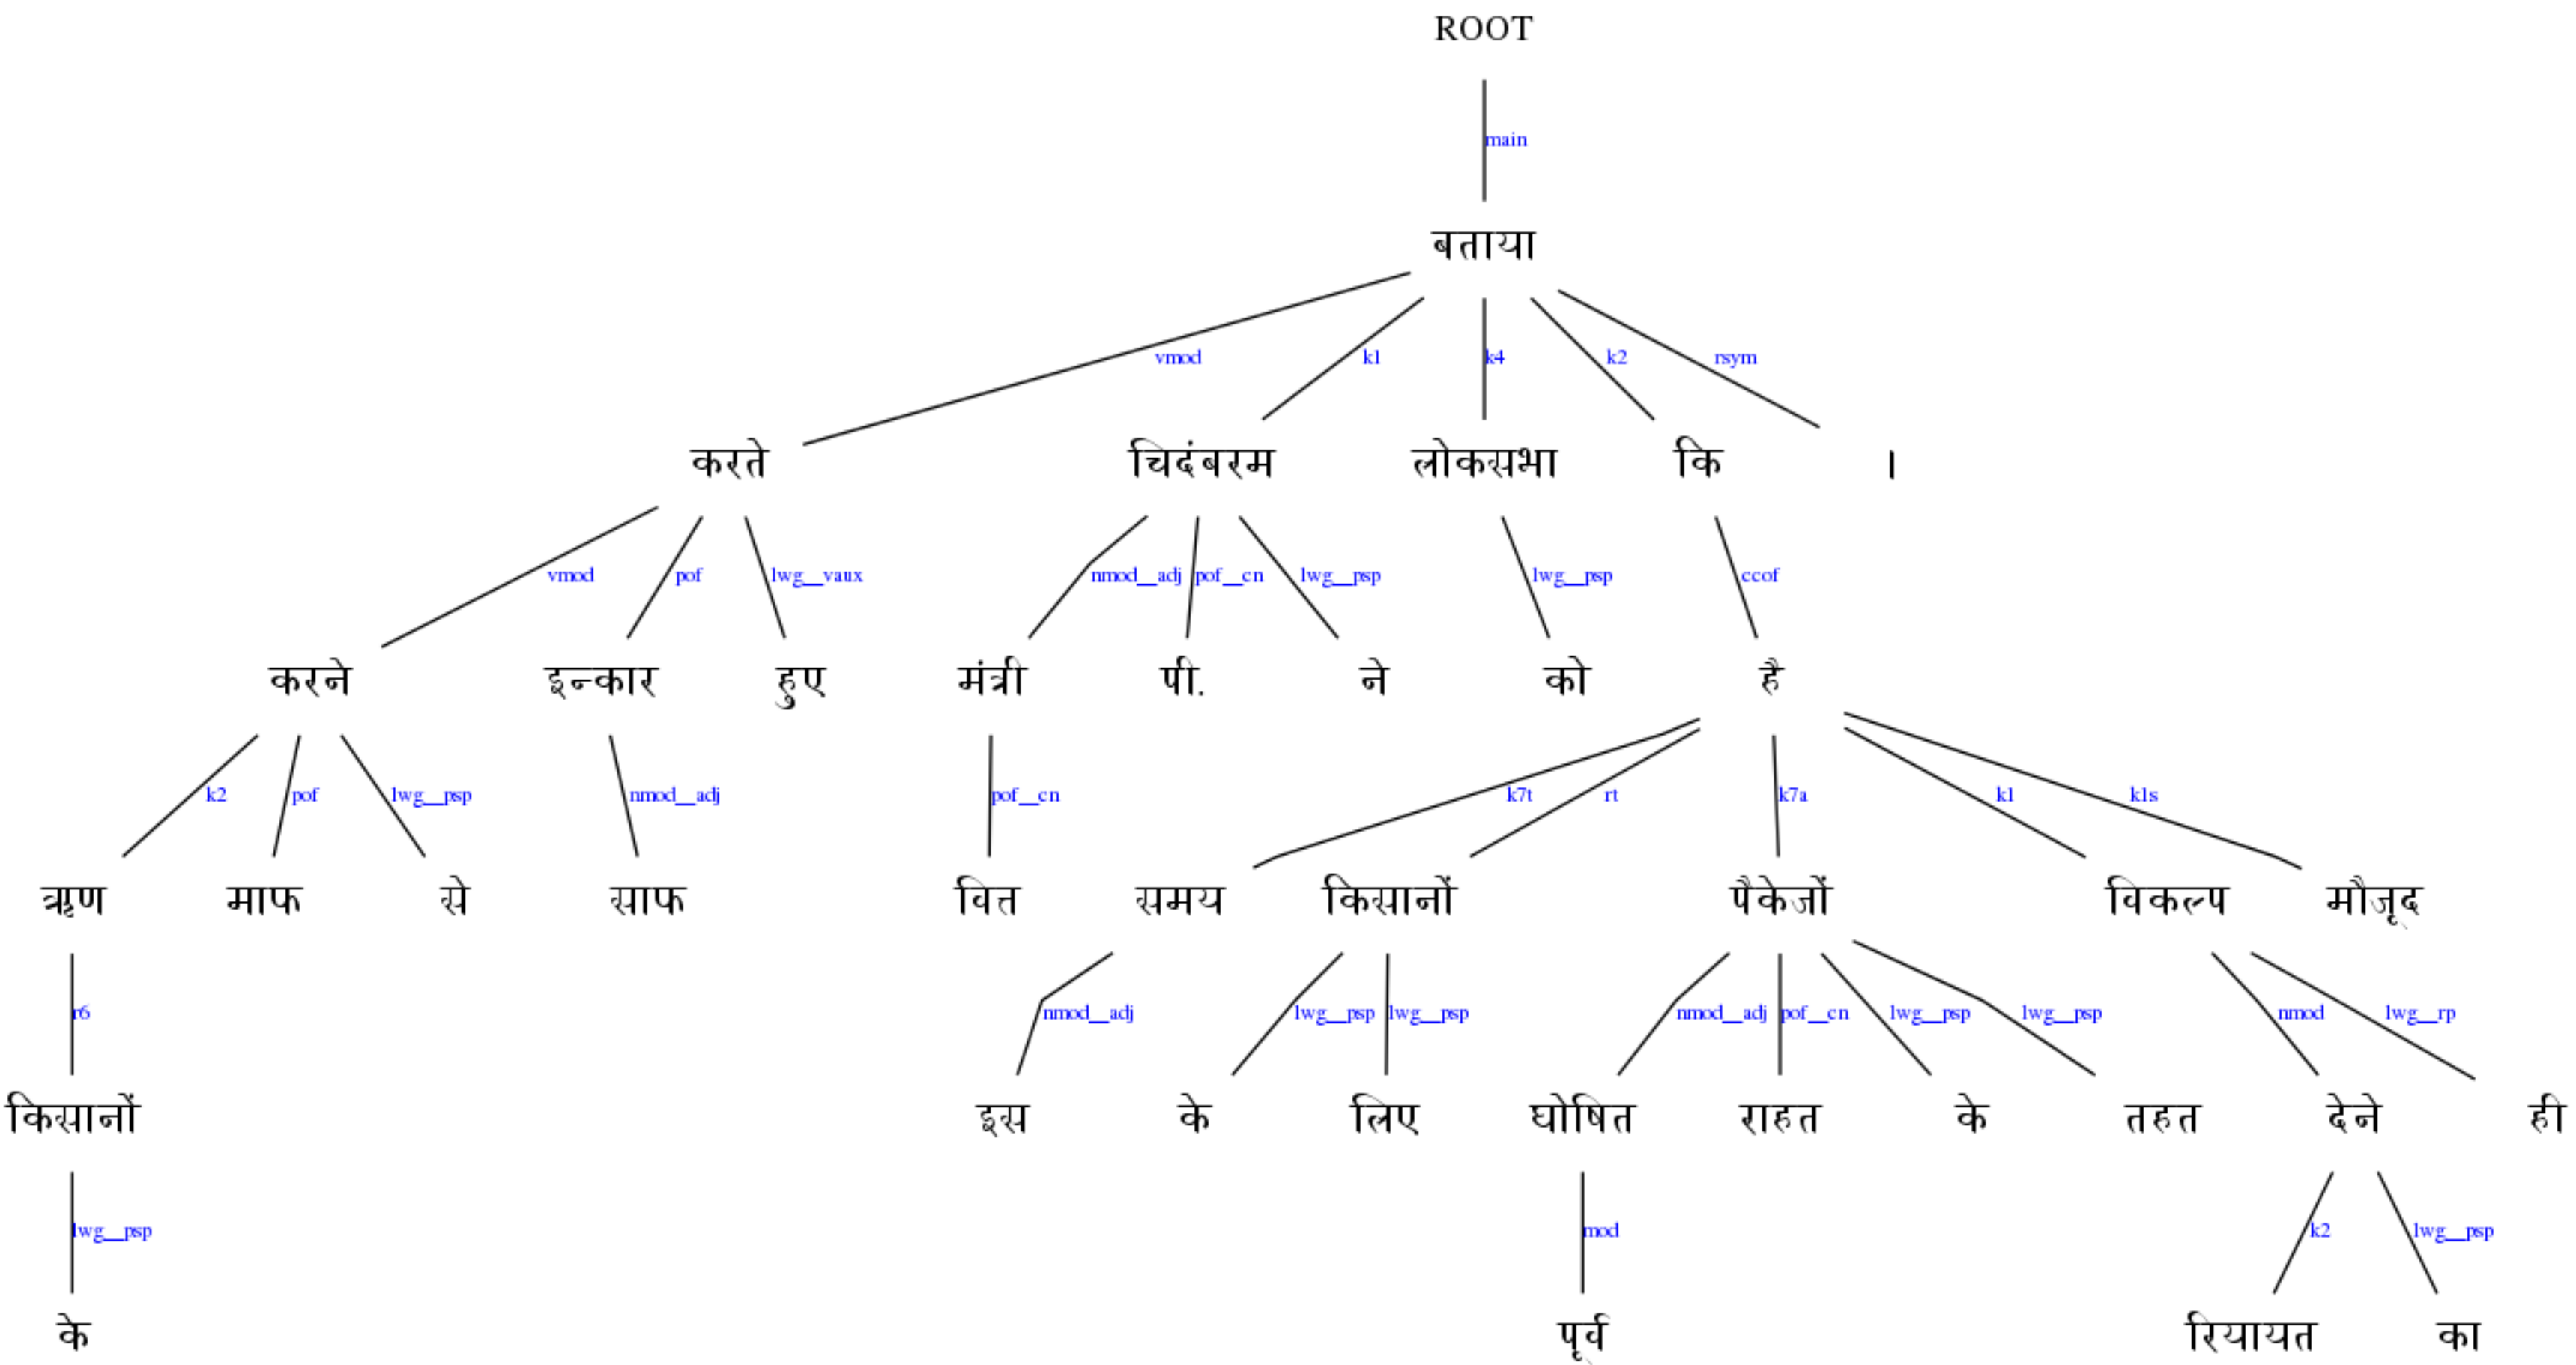 ROOT
main
बताया
vmod k1 k4 k2 rsym
करते चिदंबरम लोकसभा कि ।
vmod pof lwg__vaux nmod__adj pof__cn lwg__psp lwg__psp ccof
करने इन्कार हुए मंत्री पी. ने को है
k2 pof lwg__psp nmod__adj pof__cn k7t rt k7a k1 k1s
ऋण माफ से साफ वित्त समय किसानों पैकेजों विकल्प मौजूद
r6 nmod__adj lwg__psp lwg__psp nmod__adj pof__cn lwg__psp lwg__psp nmod lwg__rp
किसानों इस के लिए घोषित राहत के तहत देने ही
lwg__psp mod k2 lwg__psp
के पूर्व रियायत का